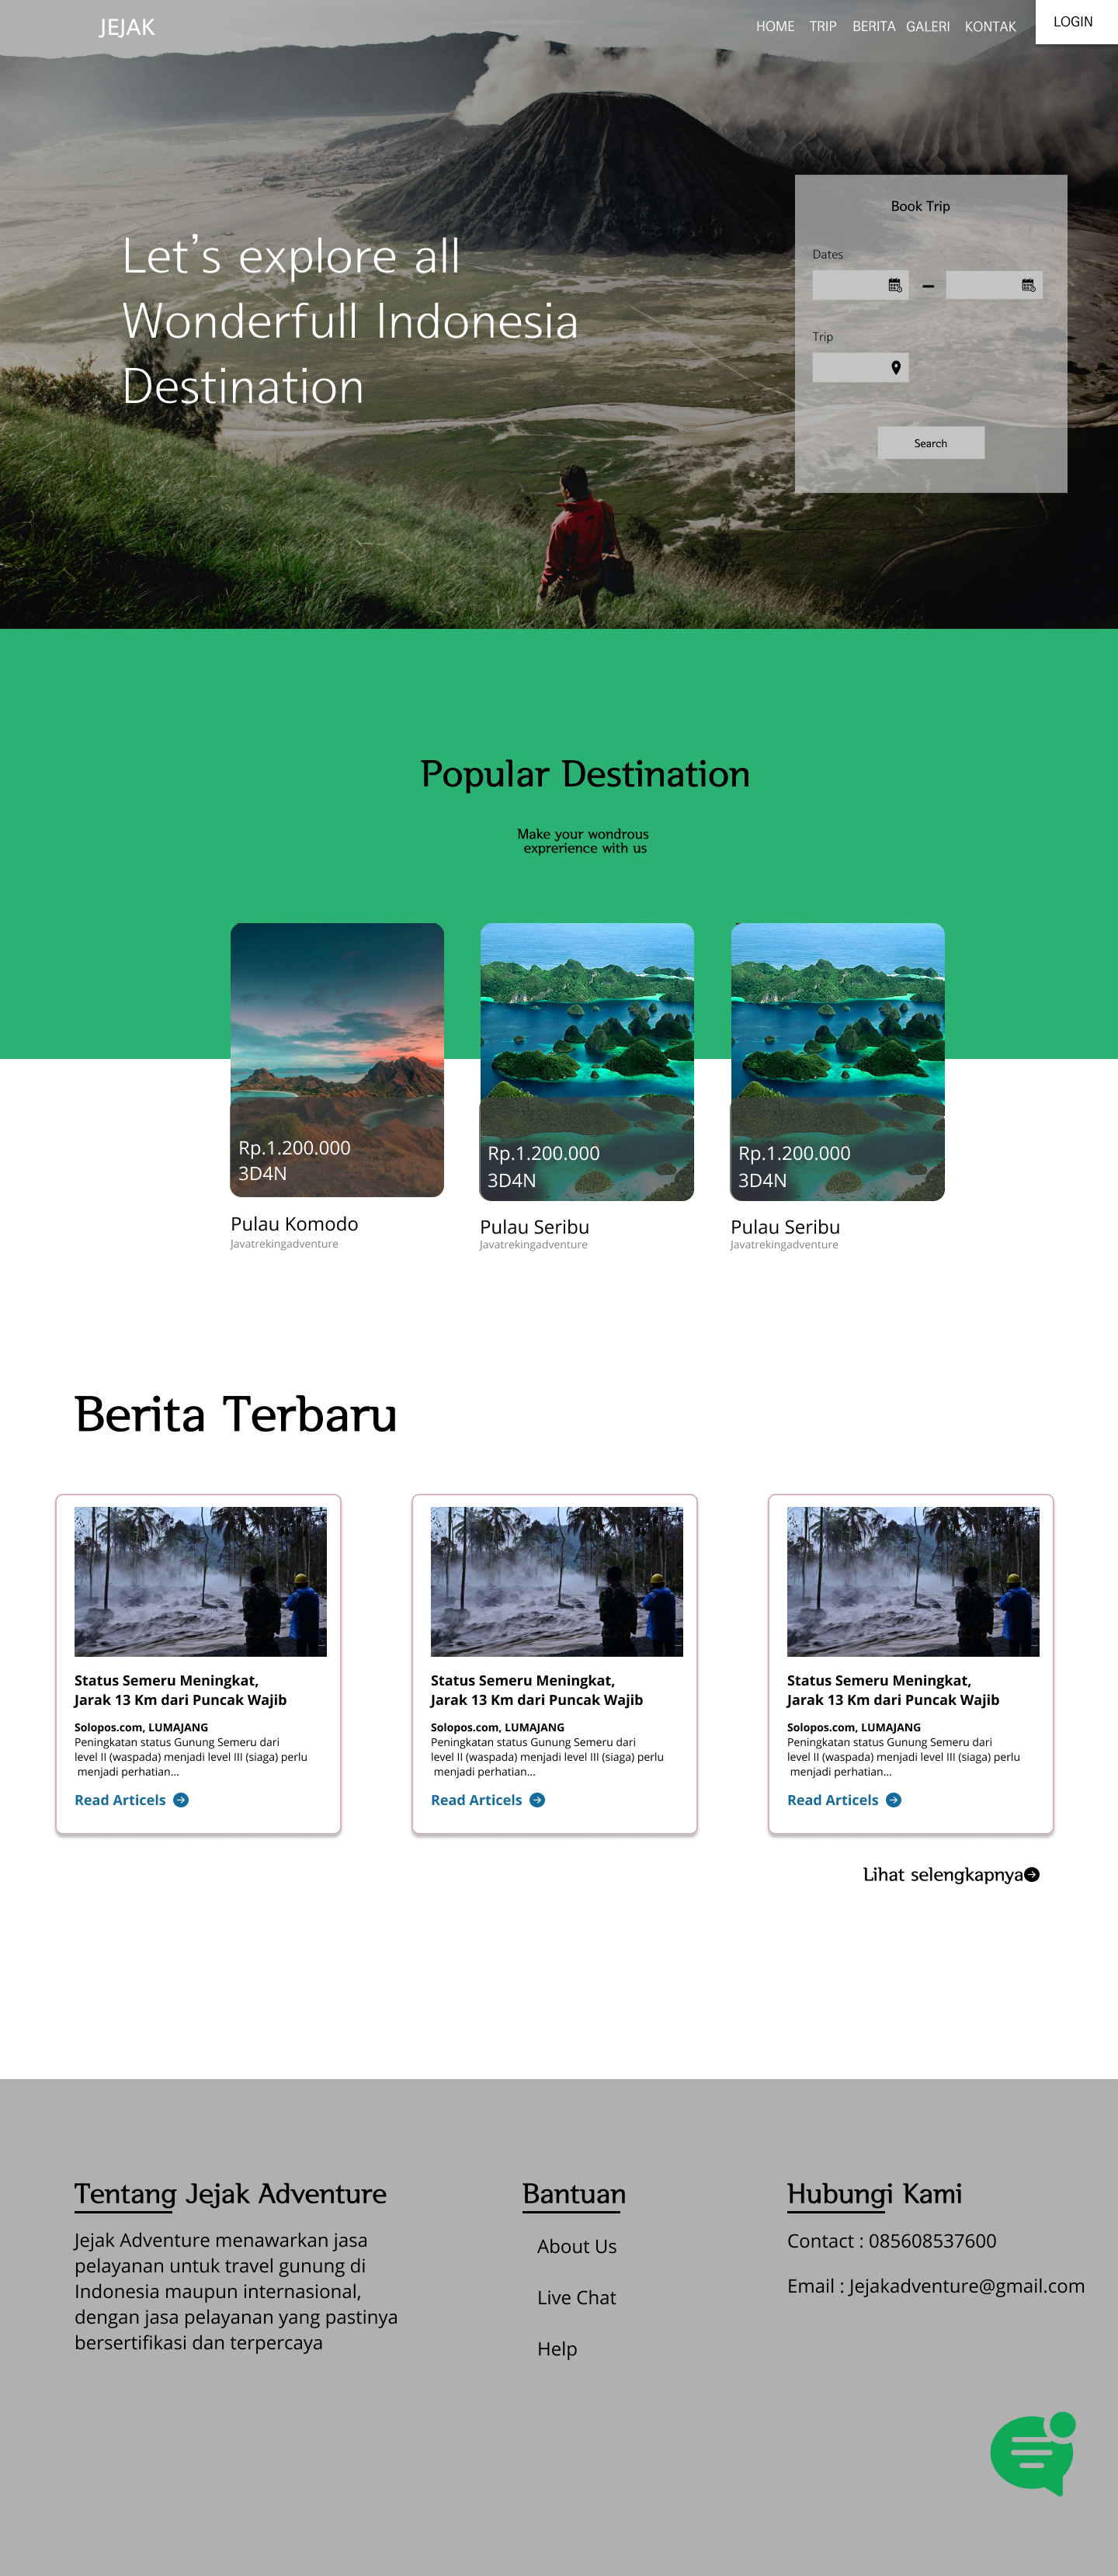 JEJAK
HOME TRIP BERITA GALERI KONTAK
LOGIN
Let's explore all
Wonderfull Indonesia
Destination
Book Trip
Dates
Trip
Search
Popular Destination
Make your wondrous
exprerience with us
Rp.1.200.000
3D4N
Pulau Komodo
Javatrekingadventure
Rp.1.200.000
3D4N
Pulau Seribu
Javatrekingadventure
Rp.1.200.000
3D4N
Pulau Seribu
Javatrekingadventure
Berita Terbaru
Status Semeru Meningkat,
Jarak 13 Km dari Puncak Wajib
Solopos.com, LUMAJANG
Peningkatan status Gunung Semeru dari
level II (waspada) menjadi level III (siaga) perlu
menjadi perhatian...
Read Articels
Status Semeru Meningkat,
Jarak 13 Km dari Puncak Wajib
Solopos.com, LUMAJANG
Peningkatan status Gunung Semeru dari
level II (waspada) menjadi level III (siaga) perlu
menjadi perhatian...
Read Articels
Status Semeru Meningkat,
Jarak 13 Km dari Puncak Wajib
Solopos.com, LUMAJANG
Peningkatan status Gunung Semeru dari
level II (waspada) menjadi level III (siaga) perlu
menjadi perhatian...
Read Articels
Lihat selengkapnya
Tentang Jejak Adventure
Jejak Adventure menawarkan jasa
pelayanan untuk travel gunung di
Indonesia maupun internasional,
dengan jasa pelayanan yang pastinya
bersertifikasi dan terpercaya
Bantuan
About Us
Live Chat
Help
Hubungi Kami
Contact : 085608537600
Email : Jejakadventure@gmail.com